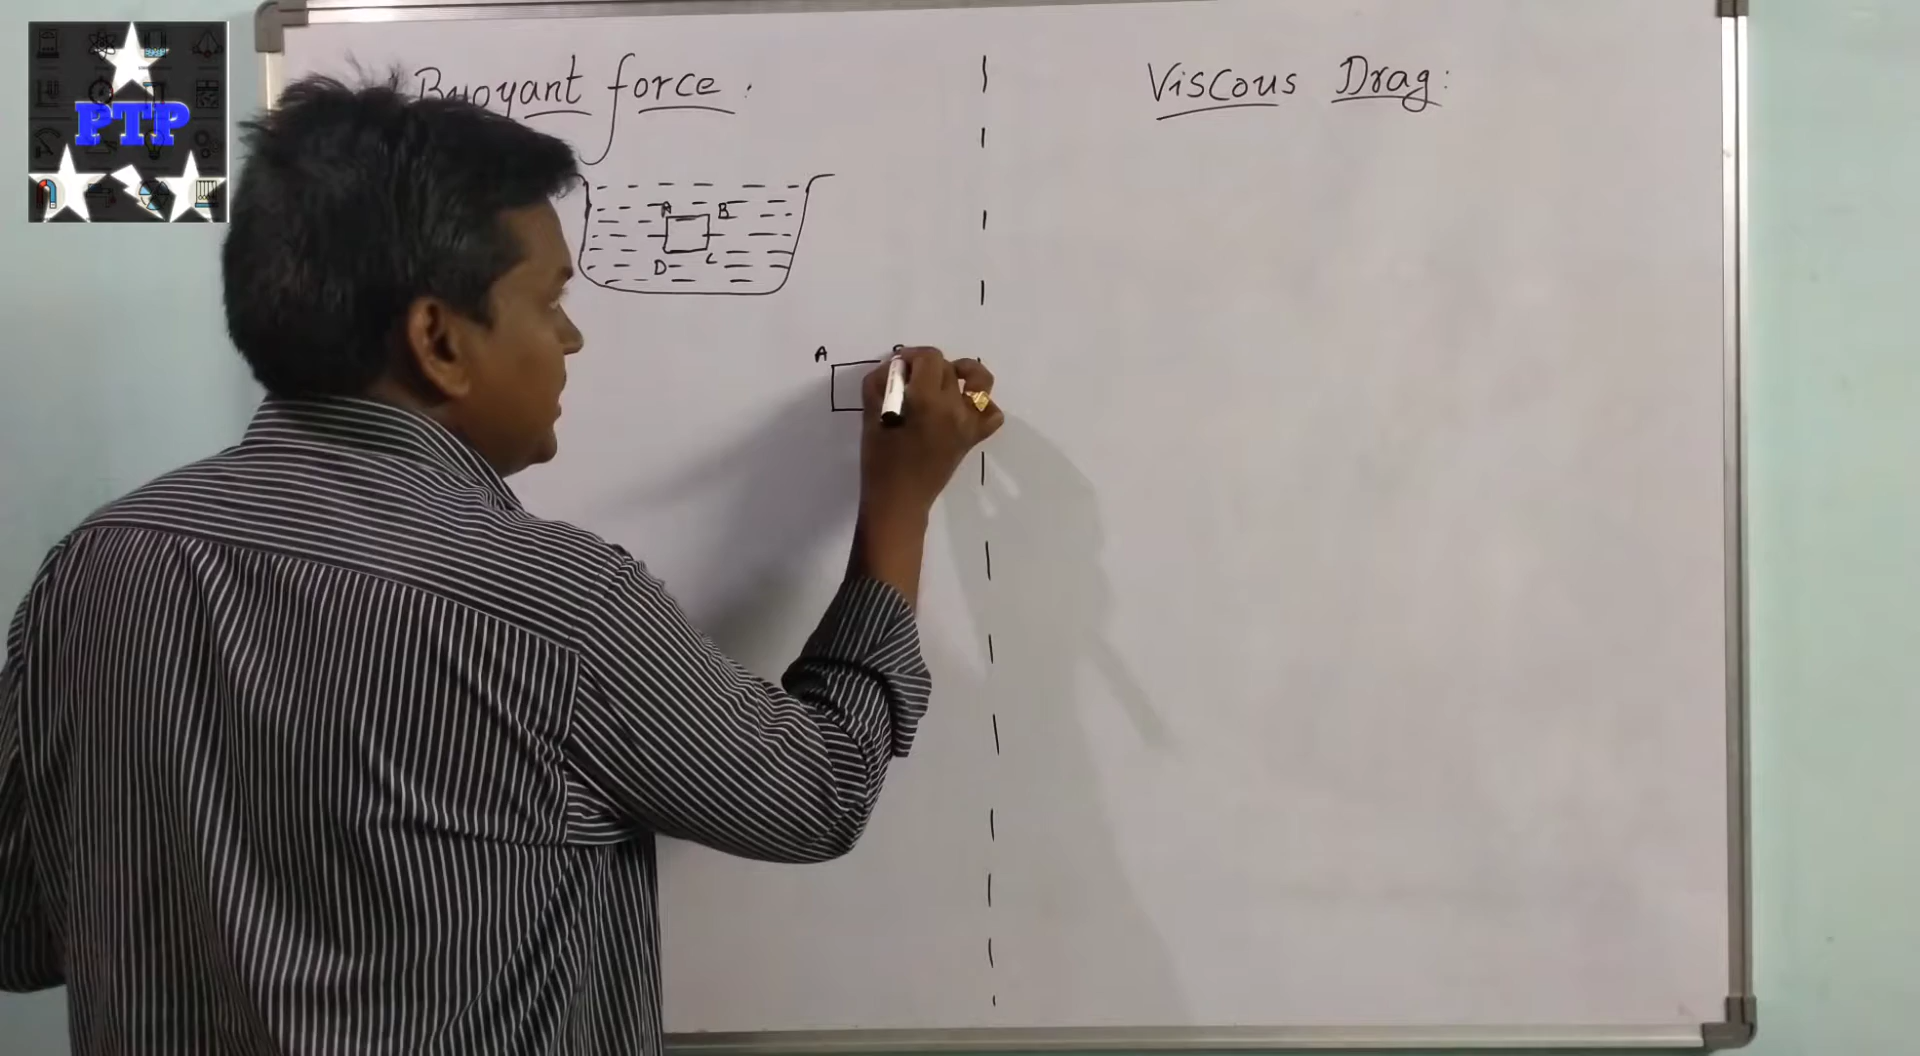 PTP
Buoyant force :
Viscous Drag :
A B
D C
A